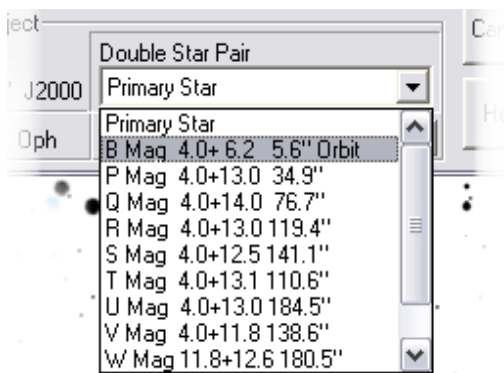 ject
Car
Double Star Pair
J2000
Primary Star
He
Oph
Primary Star
B Mag 4.0+ 6.2 5.6" Orbit
P Mag 4.0+13.0 34.9"
Q Mag 4.0+14.0 76.7"
R Mag 4.0+13.0 119.4"
S Mag 4.0+12.5 141.1"
T Mag 4.0+13.1 110.6"
U Mag 4.0+13.0 184.5"
V Mag 4.0+11.8 138.6"
W Mag 11.8+12.6 180.5"